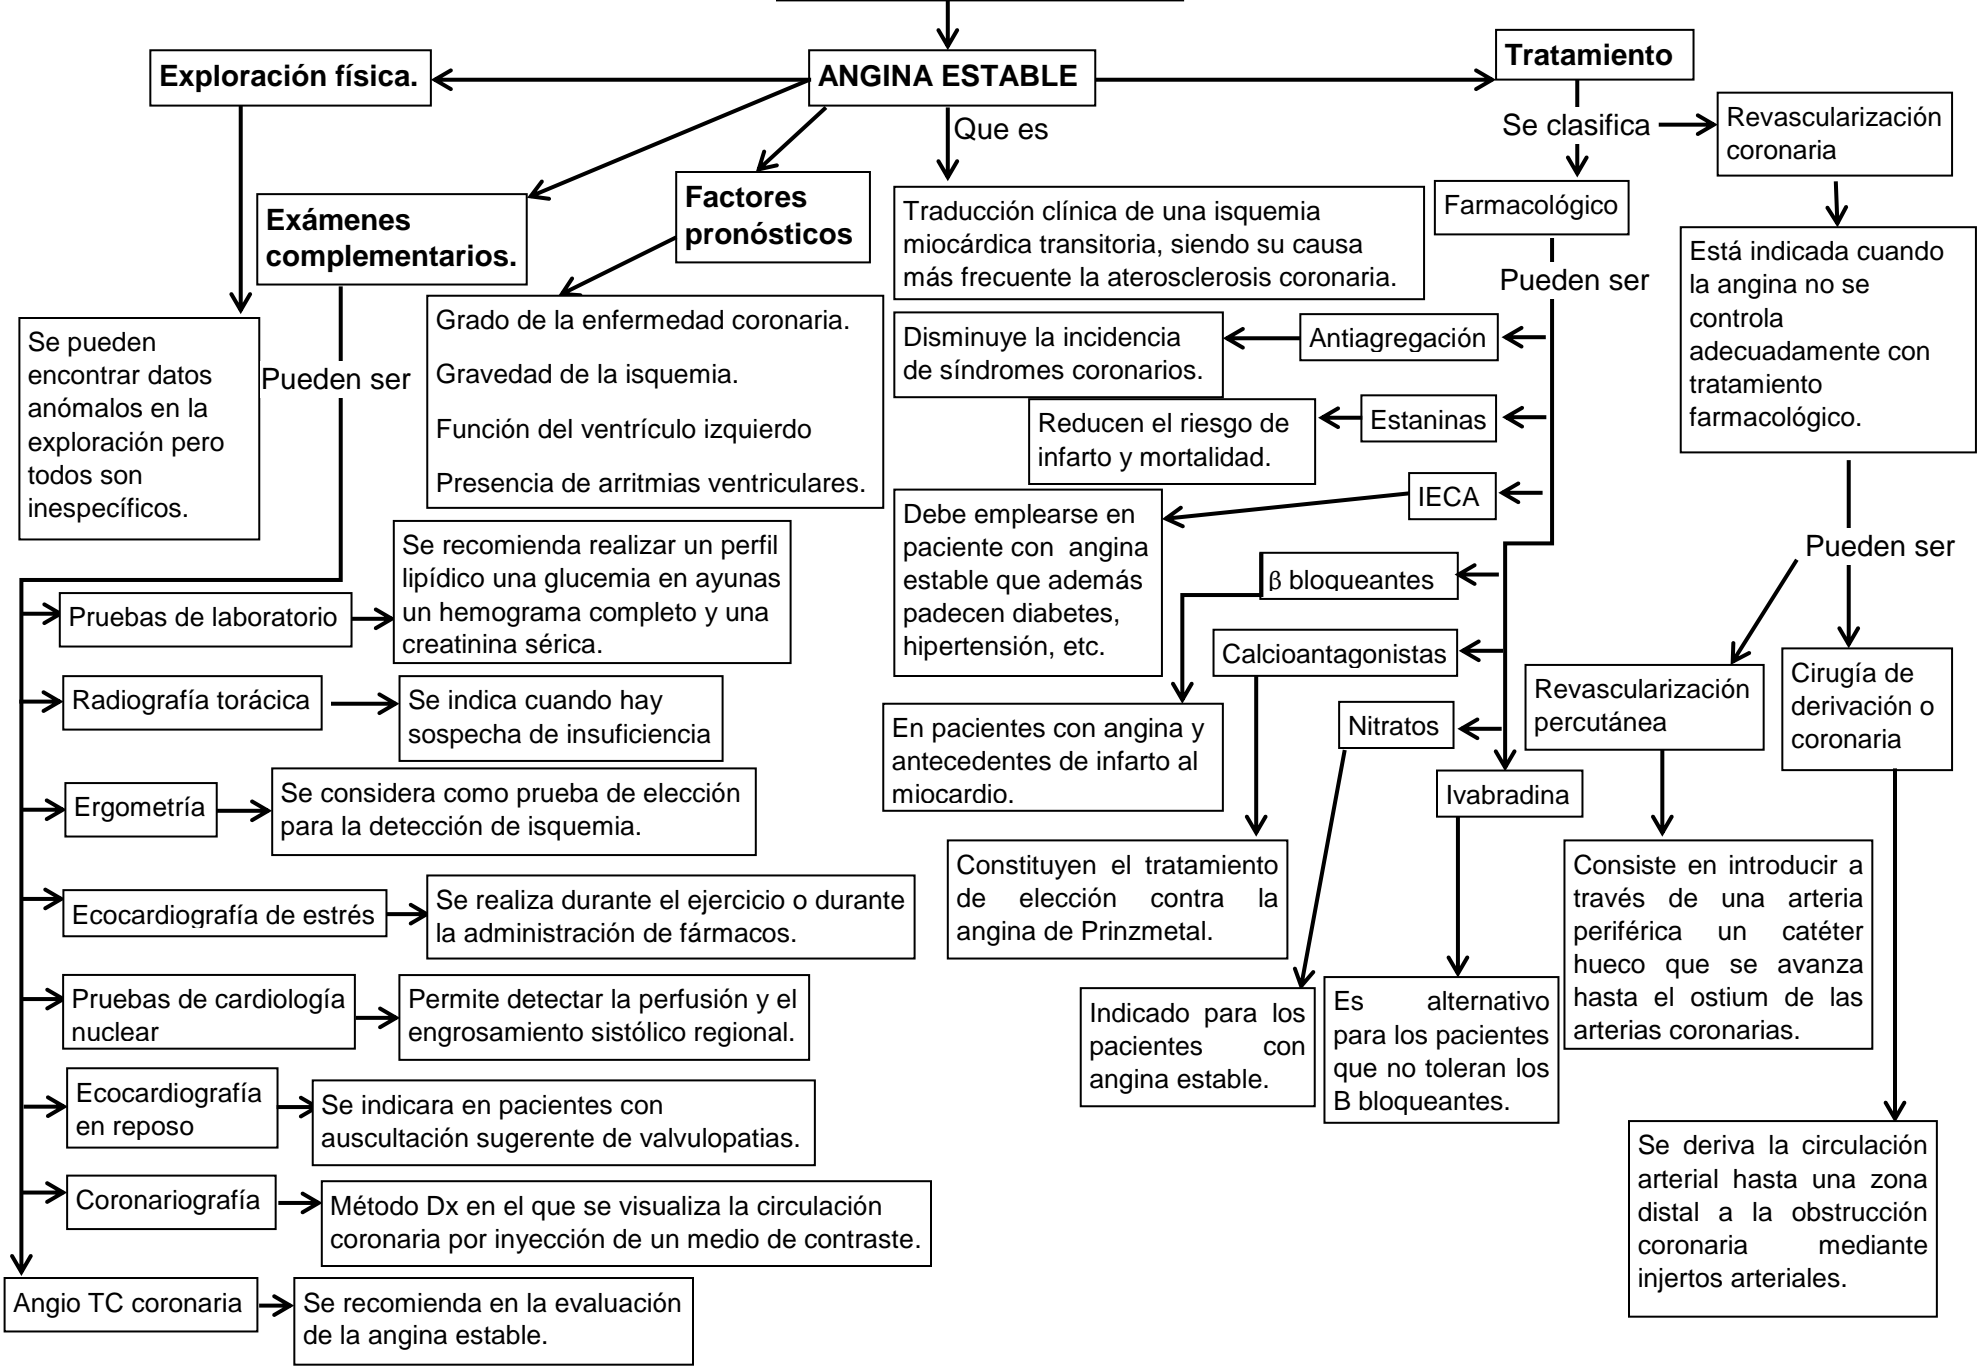 ANGINA ESTABLE
Exploración física.
Se pueden
encontrar datos
anómalos en la
exploración pero
todos son
inespecíficos.
Exámenes
complementarios.
Pueden ser
Pruebas de laboratorio
Se recomienda realizar un perfil
lipídico una glucemia en ayunas
un hemograma completo y una
creatinina sérica.
Radiografía torácica
Se indica cuando hay
sospecha de insuficiencia
Ergometría
Se considera como prueba de elección
para la detección de isquemia.
Ecocardiografía de estrés
Se realiza durante el ejercicio o durante
la administración de fármacos.
Pruebas de cardiología
nuclear
Permite detectar la perfusión y el
engrosamiento sistólico regional.
Ecocardiografía
en reposo
Se indicara en pacientes con
auscultación sugerente de valvulopatias.
Coronariografía
Método Dx en el que se visualiza la circulación
coronaria por inyección de un medio de contraste.
Angio TC coronaria
Se recomienda en la evaluación
de la angina estable.
Factores
pronósticos
Grado de la enfermedad coronaria.
Gravedad de la isquemia.
Función del ventrículo izquierdo
Presencia de arritmias ventriculares.
Que es
Traducción clínica de una isquemia
miocárdica transitoria, siendo su causa
más frecuente la aterosclerosis coronaria.
Tratamiento
Se clasifica
Farmacológico
Pueden ser
Antiagregación
Disminuye la incidencia
de síndromes coronarios.
Estaninas
Reducen el riesgo de
infarto y mortalidad.
IECA
Debe emplearse en
paciente con angina
estable que además
padecen diabetes,
hipertensión, etc.
β bloqueantes
En pacientes con angina y
antecedentes de infarto al
miocardio.
Calcioantagonistas
Constituyen el tratamiento
de elección contra la
angina de Prinzmetal.
Nitratos
Indicado para los
pacientes con
angina estable.
Ivabradina
Es alternativo
para los pacientes
que no toleran los
B bloqueantes.
Revascularización
coronaria
Está indicada cuando
la angina no se
controla
adecuadamente con
tratamiento
farmacológico.
Pueden ser
Revascularización
percutánea
Consiste en introducir a
través de una arteria
periférica un catéter
hueco que se avanza
hasta el ostium de las
arterias coronarias.
Cirugía de
derivación o
coronaria
Se deriva la circulación
arterial hasta una zona
distal a la obstrucción
coronaria mediante
injertos arteriales.